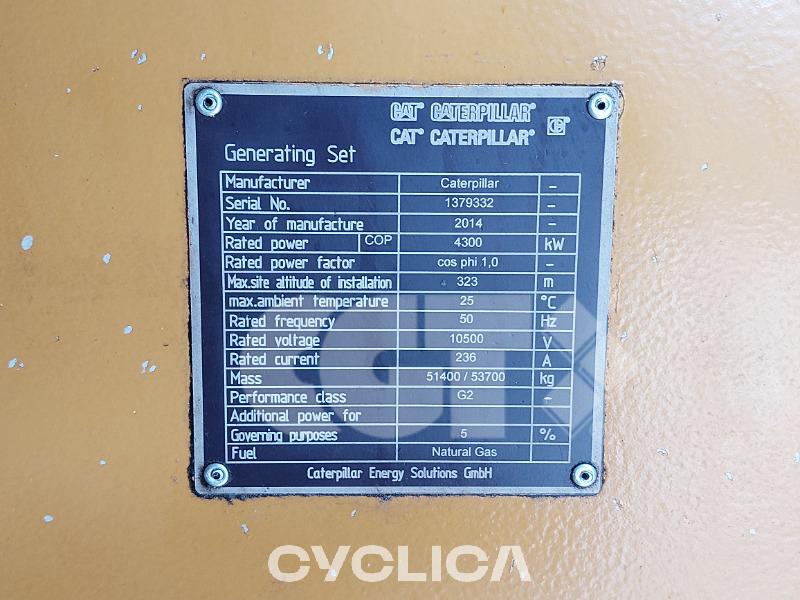 CAT CATERPILLAR
CAT CATERPILLAR
Generating Set
Manufacturer Caterpillar –
Serial No. 1379332 –
Year of manufacture 2014 –
Rated power COP 4300 kW
Rated power factor cos phi 1,0 –
Max.site altitude of installation 323 m
max.ambient temperature 25 °C
Rated frequency 50 Hz
Rated voltage 10500 V
Rated current 236 A
Mass 51400 / 53700 kg
Performance class G2 –
Additional power for
Governing purposes 5 %
Fuel Natural Gas
Caterpillar Energy Solutions GmbH
CYCLICA